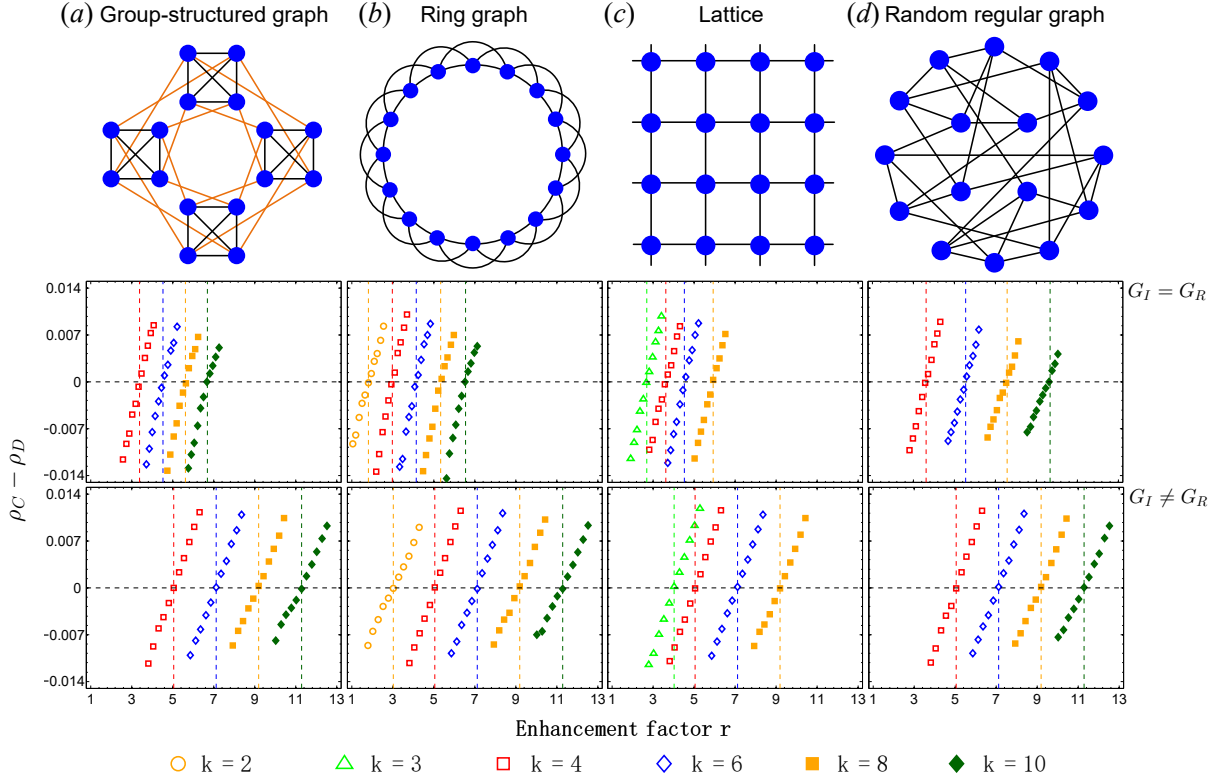 (a) Group-structured graph
(b) Ring graph
(c) Lattice
(d) Random regular graph
0.014
0.007
0
-0.007
-0.014
G_I = G_R
0.014
0.007
0
-0.007
-0.014
G_I ≠ G_R
ρ_C − ρ_D
1 3 5 7 9 11 13
1 3 5 7 9 11 13
1 3 5 7 9 11 13
1 3 5 7 9 11 13
Enhancement factor r
k = 2 k = 3 k = 4 k = 6 k = 8 k = 10